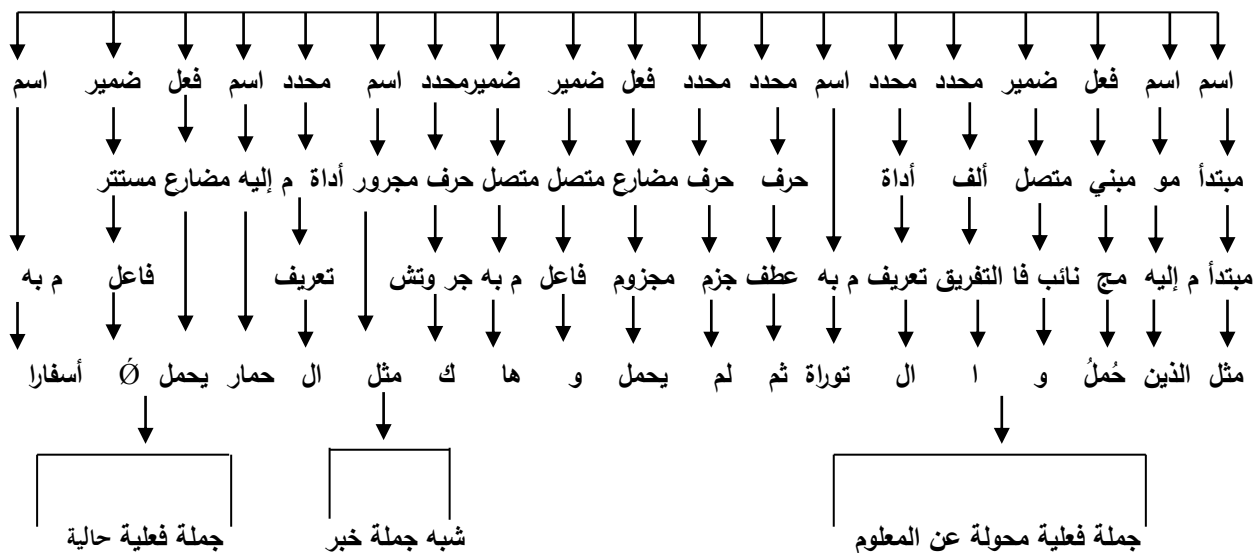 اسم اسم فعل ضمير محدد محدد اسم محدد محدد فعل ضمير ضمير محدد اسم محدد اسم فعل ضمير اسم
مبتدأ مو مبني متصل ألف أداة حرف حرف مضارع متصل متصل حرف مجرور أداة م إليه مضارع مستتر
مبتدأ م إليه مج نائب فا التفريق تعريف م به عطف جزم مجزوم فاعل م به جر وتش تعريف فاعل م به
مثل الذين حُملُ و ا ال توراة ثم لم يحمل و ها ك مثل ال حمار يحمل Ǿ أسفارا
جملة فعلية محولة عن المعلوم شبه جملة خبر جملة فعلية حالية